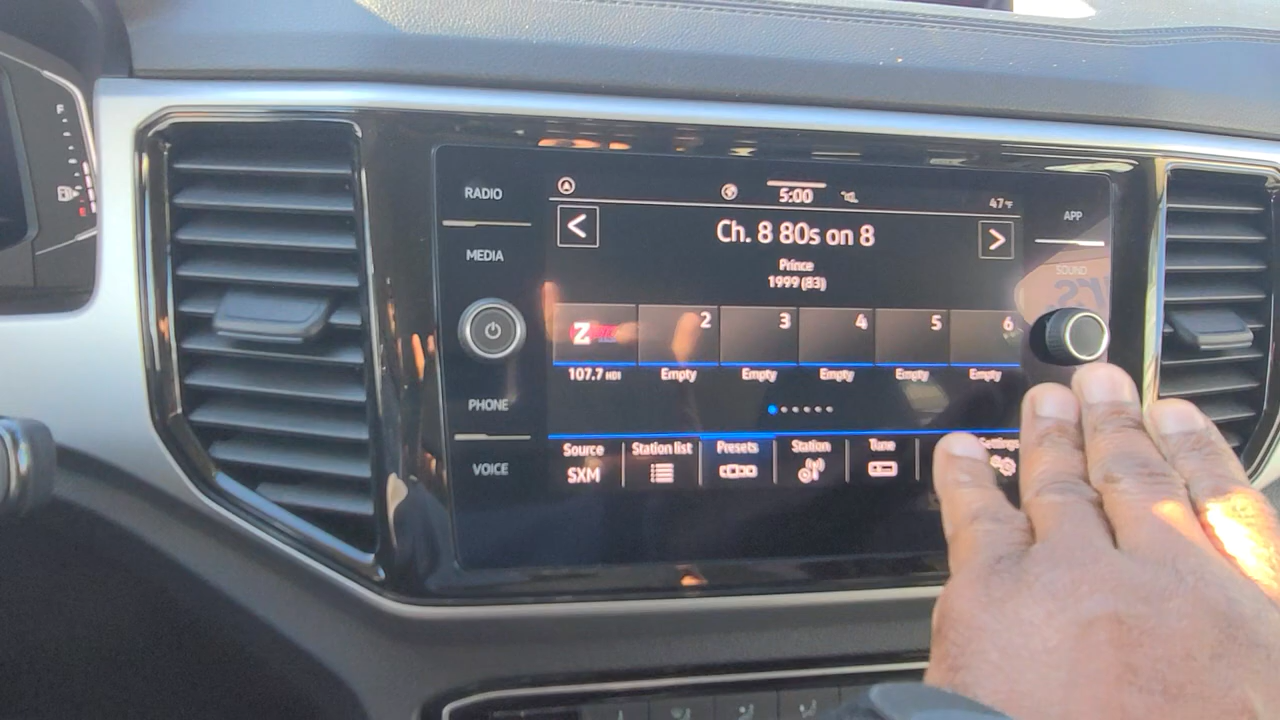 F
RADIO
MEDIA
PHONE
VOICE
5:00
47°F
Ch. 8 80s on 8
Prince
1999 (83)
Z
2
3
4
5
6
107.7 HD1
Empty
Empty
Empty
Empty
Empty
Source
SXM
Station list
Presets
Station
Tune
Settings
APP
SOUND